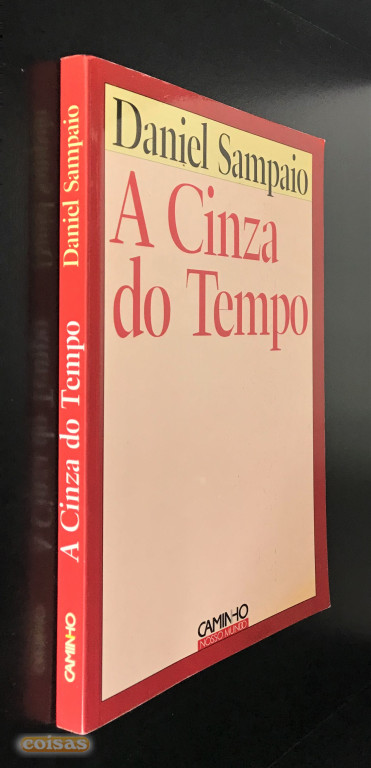 Daniel Sampaio
A Cinza
do Tempo
CAMINHO
NOSSO MUNDO
A Cinza do Tempo Daniel Sampaio
CAMINHO
coisas